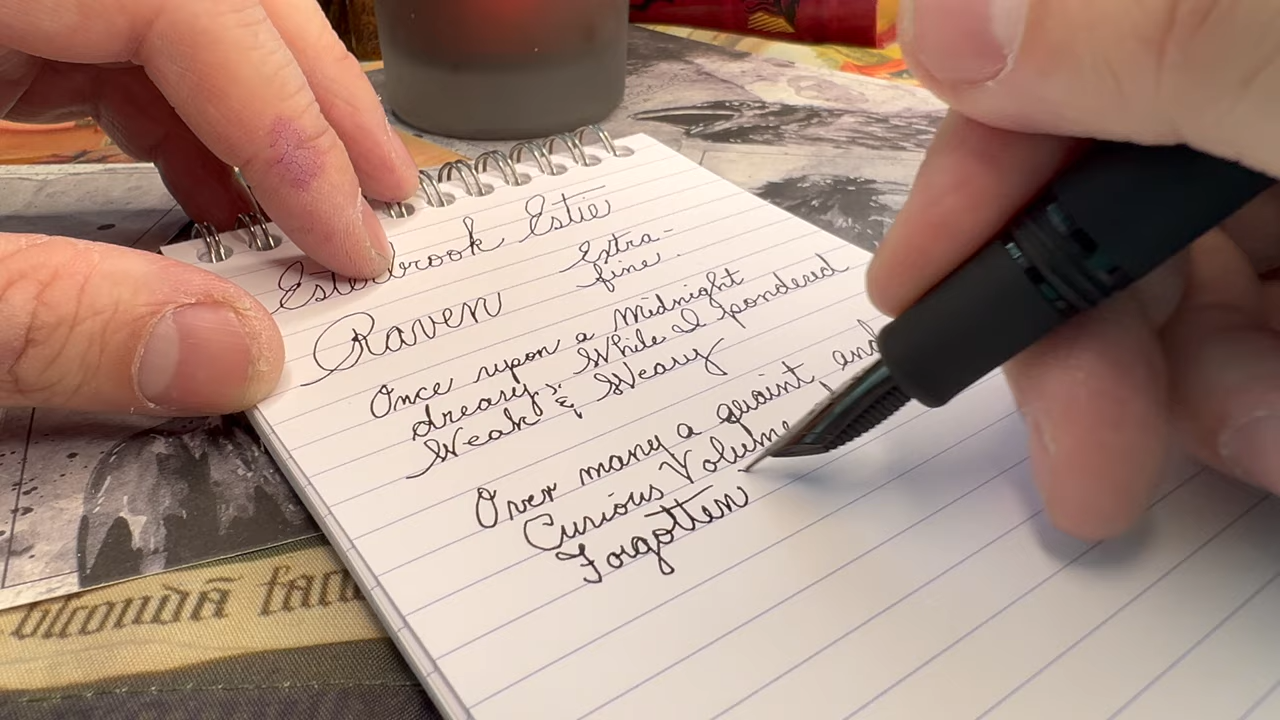 Esterbrook Estie
Extra-
fine.
Raven
Once upon a Midnight
dreary, While I pondered
Weak & Weary
Over many a quaint, and
Curious Volume
Forgotten